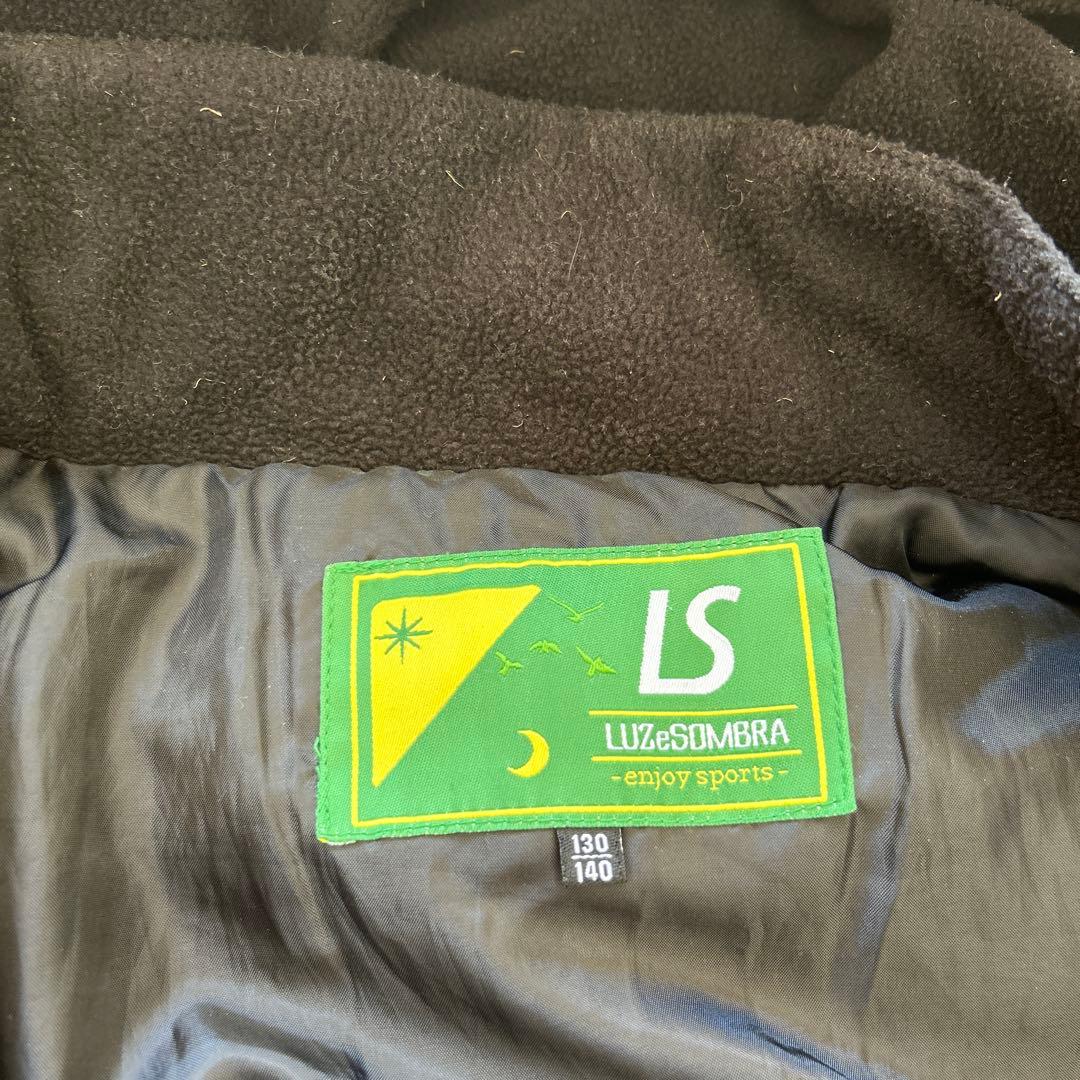 LS
LUZeSOMBRA
-enjoy sports-
130
140